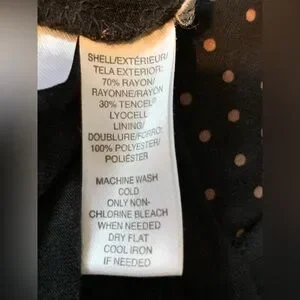 SHELL/EXTÉRIEUR/
TELA EXTERIOR:
70% RAYON/
RAYONNE/RAYÓN
30% TENCEL®
LYOCELL
LINING/
DOUBLURE/FORRO:
100% POLYESTER/
POLIÉSTER
MACHINE WASH
COLD
ONLY NON-
CHLORINE BLEACH
WHEN NEEDED
DRY FLAT
COOL IRON
IF NEEDED